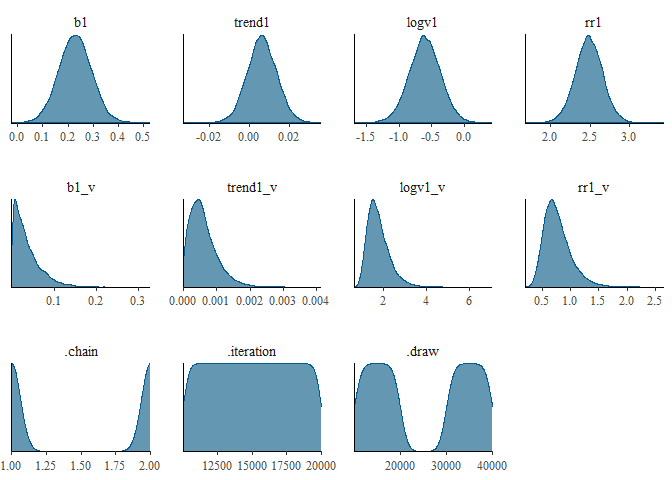 b1 trend1 logv1 rr1
0.0 0.1 0.2 0.3 0.4 0.5 -0.02 0.00 0.02 -1.5 -1.0 -0.5 0.0 2.0 2.5 3.0
b1_v trend1_v logv1_v rr1_v
0.1 0.2 0.3 0.000 0.001 0.002 0.003 0.004 2 4 6 0.5 1.0 1.5 2.0 2.5
.chain .iteration .draw
1.00 1.25 1.50 1.75 2.00 12500 15000 17500 20000 20000 30000 40000